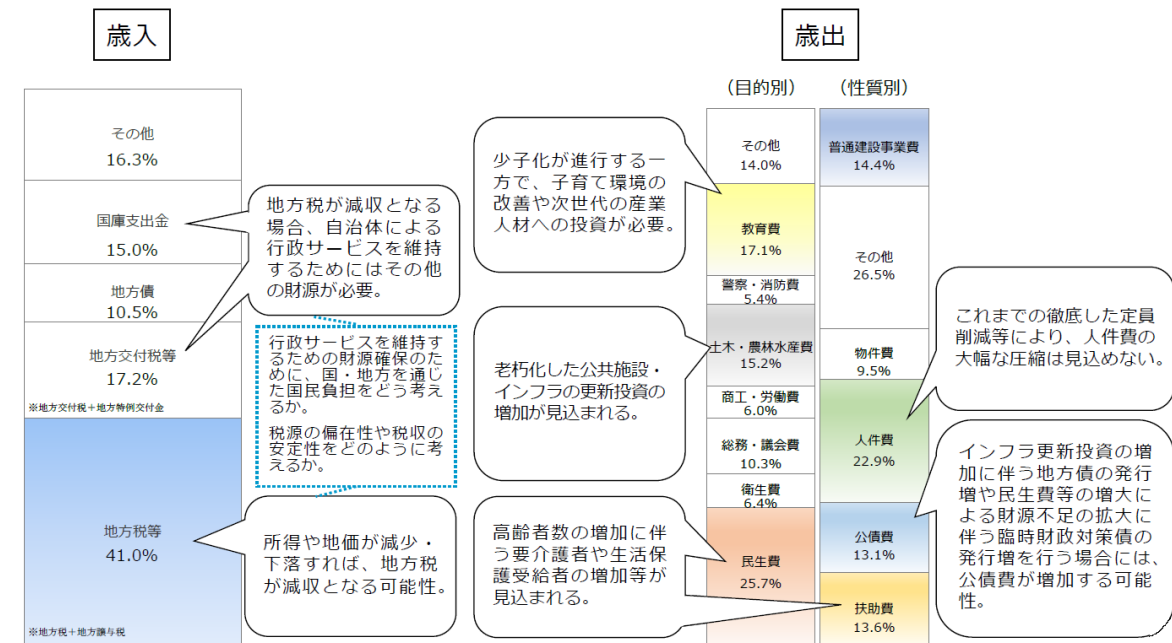 歳入
その他
16.3%
国庫支出金
15.0%
地方債
10.5%
地方交付税等
17.2%
※地方交付税＋地方特例交付金
地方税等
41.0%
※地方税＋地方譲与税
地方税が減収となる
場合、自治体による
行政サービスを維持
するためにはその他
の財源が必要。
行政サービスを維持す
るための財源確保のた
めに、国・地方を通じ
た国民負担をどう考え
るか。
税源の偏在性や税収の
安定性をどのように考
えるか。
所得や地価が減少・
下落すれば、地方税
が減収となる可能性。
歳出
（目的別）
（性質別）
少子化が進行する一
方で、子育て環境の
改善や次世代の産業
人材への投資が必要。
老朽化した公共施設・
インフラの更新投資の
増加が見込まれる。
高齢者数の増加に伴
う要介護者や生活保
護受給者の増加等が
見込まれる。
その他
14.0%
教育費
17.1%
警察・消防費
5.4%
土木・農林水産費
15.2%
商工・労働費
6.0%
総務・議会費
10.3%
衛生費
6.4%
民生費
25.7%
普通建設事業費
14.4%
その他
26.5%
物件費
9.5%
人件費
22.9%
公債費
13.1%
扶助費
13.6%
これまでの徹底した定員
削減等により、人件費の
大幅な圧縮は見込めない。
インフラ更新投資の増
加に伴う地方債の発行
増や民生費等の増大に
よる財源不足の拡大に
伴う臨時財政対策債の
発行増を行う場合には、
公債費が増加する可能
性。